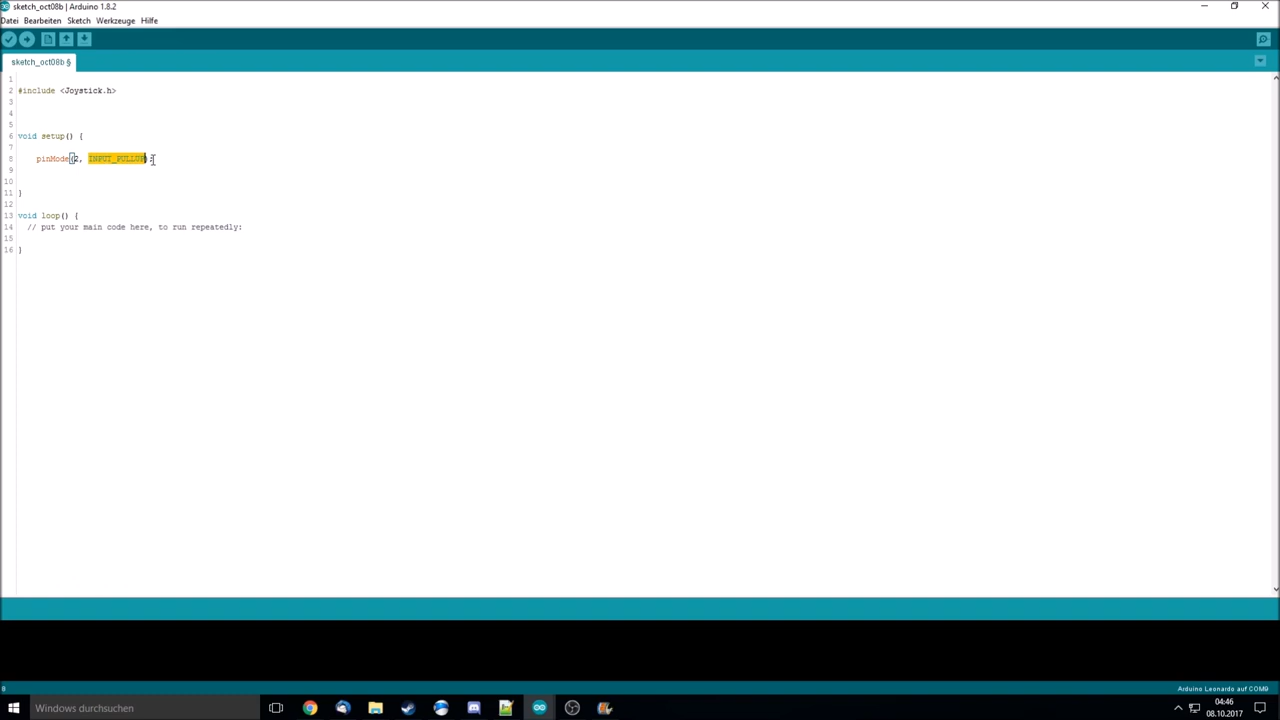 sketch_oct08b | Arduino 1.8.2
Datei Bearbeiten Sketch Werkzeuge Hilfe
sketch_oct08b §
1
2 #include <Joystick.h>
3
4
5
6 void setup() {
7
8 pinMode(2, INPUT_PULLUP);
9
10
11 }
12
13 void loop() {
14 // put your main code here, to run repeatedly:
15
16 }
8
Arduino Leonardo auf COM9
Windows durchsuchen
04:46
08.10.2017